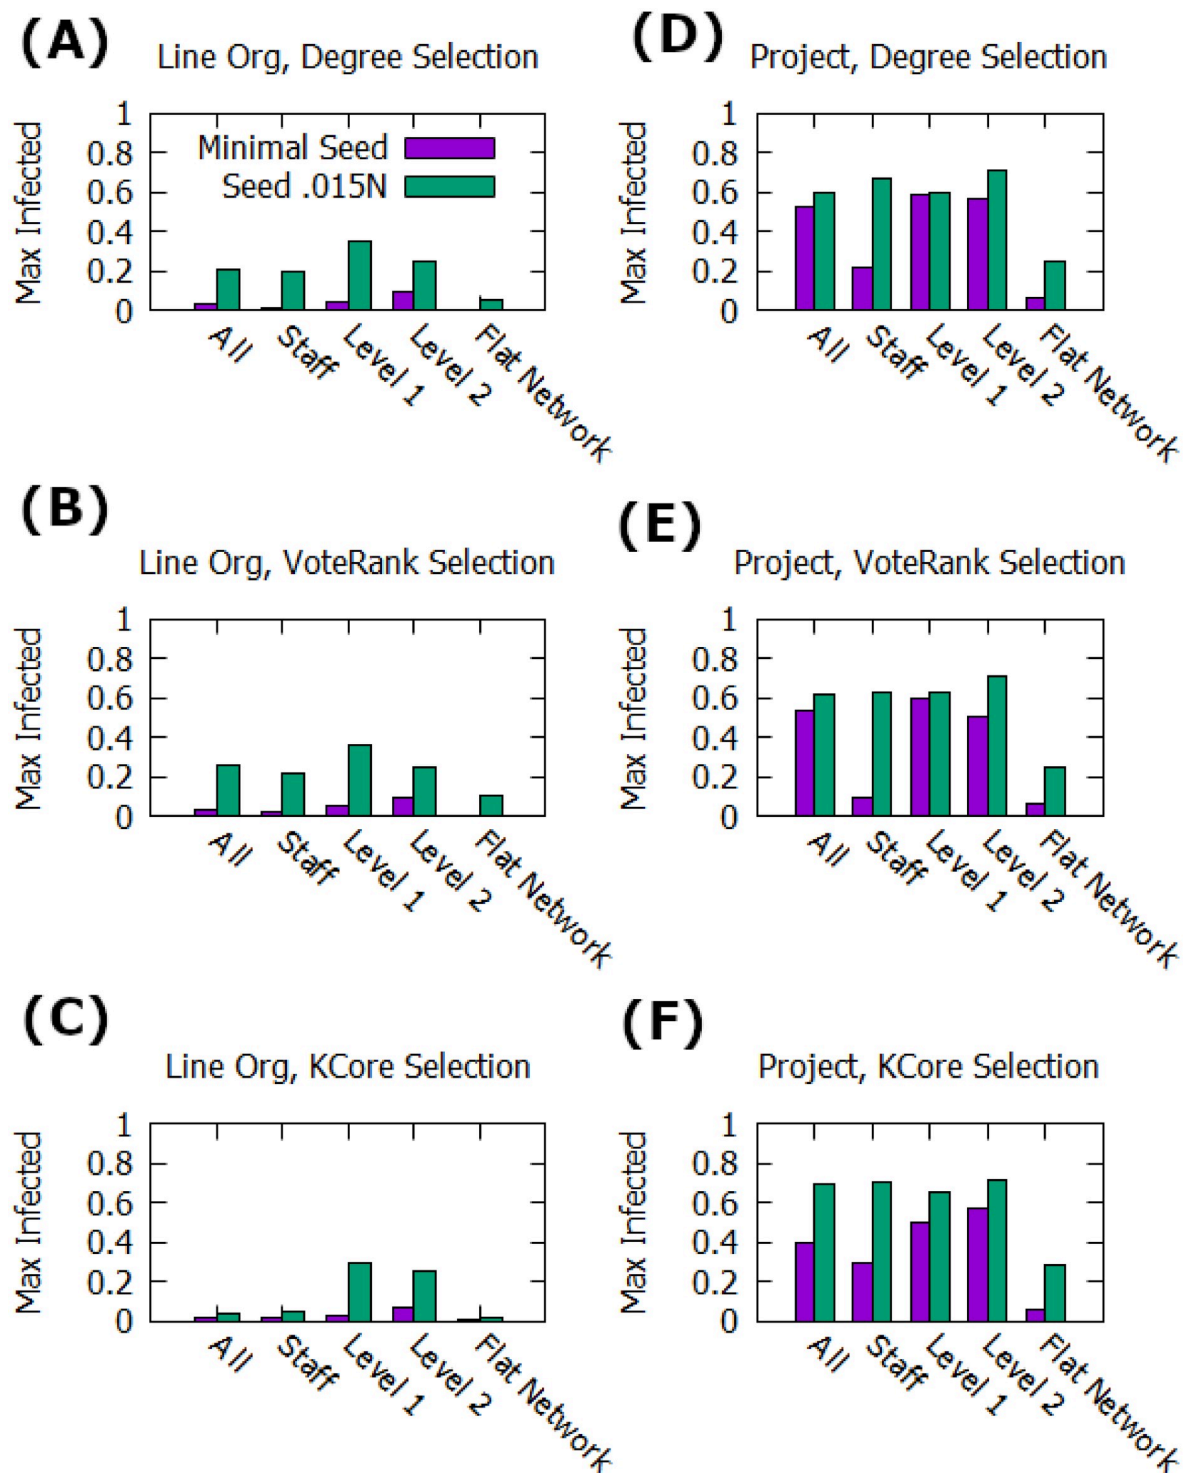 (A)
Line Org, Degree Selection
Max Infected
1
0.8
0.6
0.4
0.2
0
Minimal Seed
Seed .015N
All
Staff
Level 1
Level 2
Flat Network
(D)
Project, Degree Selection
Max Infected
1
0.8
0.6
0.4
0.2
0
All
Staff
Level 1
Level 2
Flat Network
(B)
Line Org, VoteRank Selection
Max Infected
1
0.8
0.6
0.4
0.2
0
All
Staff
Level 1
Level 2
Flat Network
(E)
Project, VoteRank Selection
Max Infected
1
0.8
0.6
0.4
0.2
0
All
Staff
Level 1
Level 2
Flat Network
(C)
Line Org, KCore Selection
Max Infected
1
0.8
0.6
0.4
0.2
0
All
Staff
Level 1
Level 2
Flat Network
(F)
Project, KCore Selection
Max Infected
1
0.8
0.6
0.4
0.2
0
All
Staff
Level 1
Level 2
Flat Network